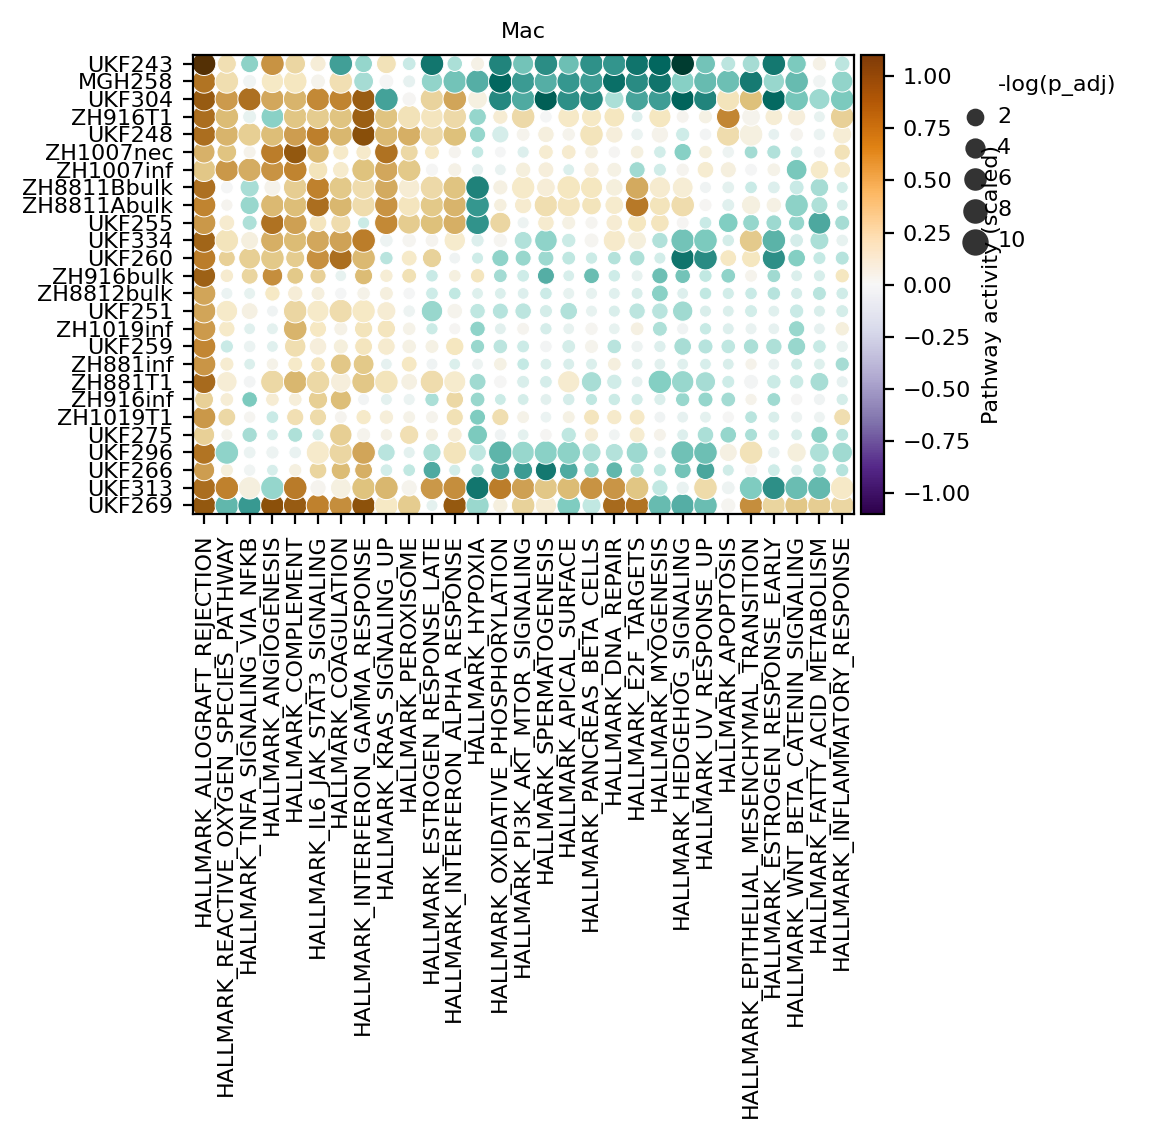 Mac
UKF243
MGH258
UKF304
ZH916T1
UKF248
ZH1007nec
ZH1007inf
ZH8811Bbulk
ZH8811Abulk
UKF255
UKF334
UKF260
ZH916bulk
ZH8812bulk
UKF251
ZH1019inf
UKF259
ZH881inf
ZH881T1
ZH916inf
ZH1019T1
UKF275
UKF296
UKF266
UKF313
UKF269
HALLMARK_ALLOGRAFT_REJECTION
HALLMARK_REACTIVE_OXYGEN_SPECIES_PATHWAY
HALLMARK_TNFA_SIGNALING_VIA_NFKB
HALLMARK_ANGIOGENESIS
HALLMARK_COMPLEMENT
HALLMARK_IL6_JAK_STAT3_SIGNALING
HALLMARK_COAGULATION
HALLMARK_INTERFERON_GAMMA_RESPONSE
HALLMARK_KRAS_SIGNALING_UP
HALLMARK_PEROXISOME
HALLMARK_ESTROGEN_RESPONSE_LATE
HALLMARK_INTERFERON_ALPHA_RESPONSE
HALLMARK_HYPOXIA
HALLMARK_OXIDATIVE_PHOSPHORYLATION
HALLMARK_PI3K_AKT_MTOR_SIGNALING
HALLMARK_SPERMATOGENESIS
HALLMARK_APICAL_SURFACE
HALLMARK_PANCREAS_BETA_CELLS
HALLMARK_DNA_REPAIR
HALLMARK_E2F_TARGETS
HALLMARK_MYOGENESIS
HALLMARK_HEDGEHOG_SIGNALING
HALLMARK_UV_RESPONSE_UP
HALLMARK_APOPTOSIS
HALLMARK_EPITHELIAL_MESENCHYMAL_TRANSITION
HALLMARK_ESTROGEN_RESPONSE_EARLY
HALLMARK_WNT_BETA_CATENIN_SIGNALING
HALLMARK_FATTY_ACID_METABOLISM
HALLMARK_INFLAMMATORY_RESPONSE
1.00
0.75
0.50
0.25
0.00
−0.25
−0.50
−0.75
−1.00
Pathway activity (scaled)
-log(p_adj)
2
4
6
8
10